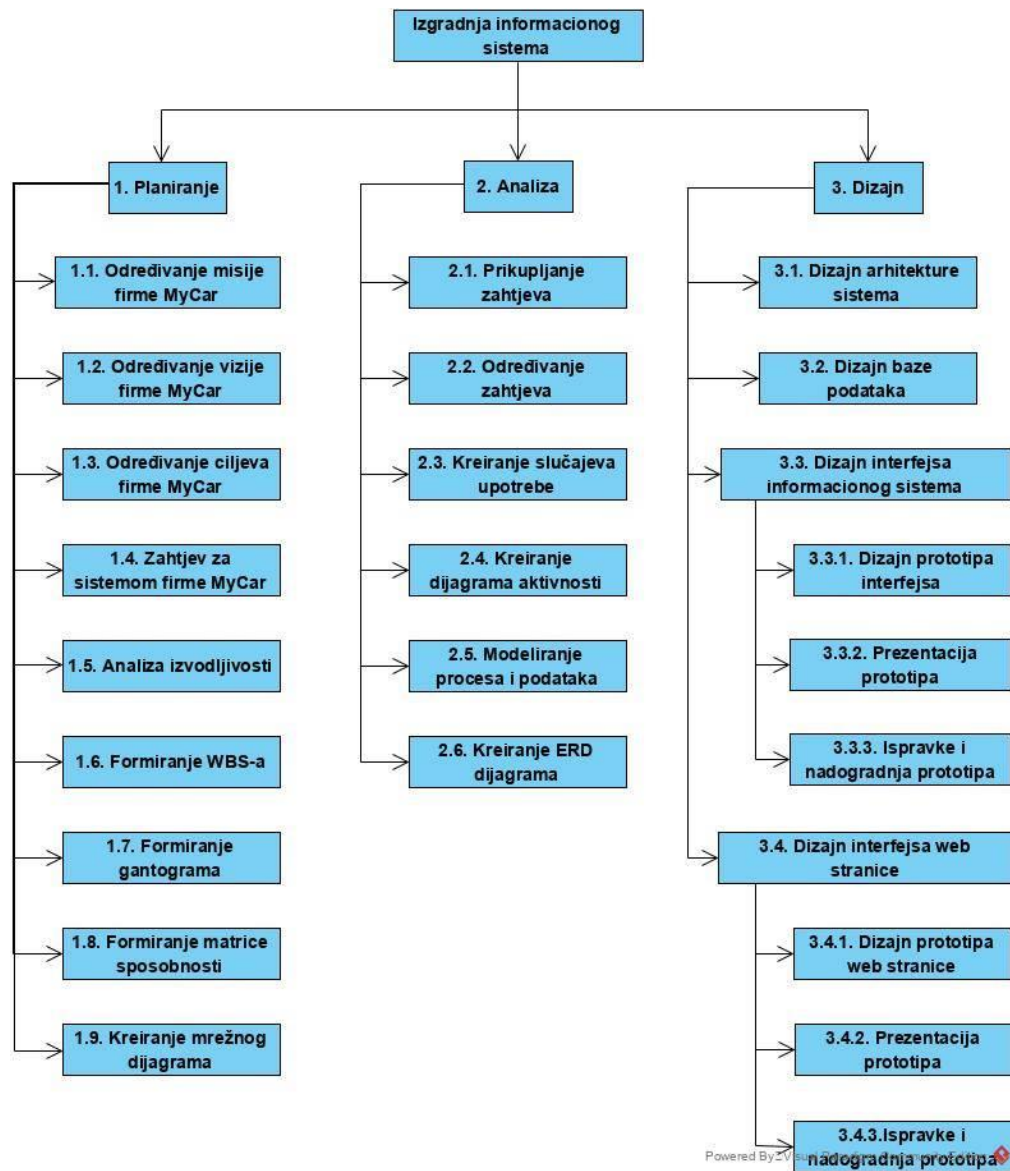 Izgradnja informacionog
sistema
1. Planiranje
1.1. Određivanje misije
firme MyCar
1.2. Određivanje vizije
firme MyCar
1.3. Određivanje ciljeva
firme MyCar
1.4. Zahtjev za
sistemom firme MyCar
1.5. Analiza izvodljivosti
1.6. Formiranje WBS-a
1.7. Formiranje
gantograma
1.8. Formiranje matrice
sposobnosti
1.9. Kreiranje mrežnog
dijagrama
2. Analiza
2.1. Prikupljanje
zahtjeva
2.2. Određivanje
zahtjeva
2.3. Kreiranje slučajeva
upotrebe
2.4. Kreiranje
dijagrama aktivnosti
2.5. Modeliranje
procesa i podataka
2.6. Kreiranje ERD
dijagrama
3. Dizajn
3.1. Dizajn arhitekture
sistema
3.2. Dizajn baze
podataka
3.3. Dizajn interfejsa
informacionog sistema
3.3.1. Dizajn prototipa
interfejsa
3.3.2. Prezentacija
prototipa
3.3.3. Ispravke i
nadogradnja prototipa
3.4. Dizajn interfejsa web
stranice
3.4.1. Dizajn prototipa
web stranice
3.4.2. Prezentacija
prototipa
3.4.3.Ispravke i
nadogradnja prototipa
Powered By